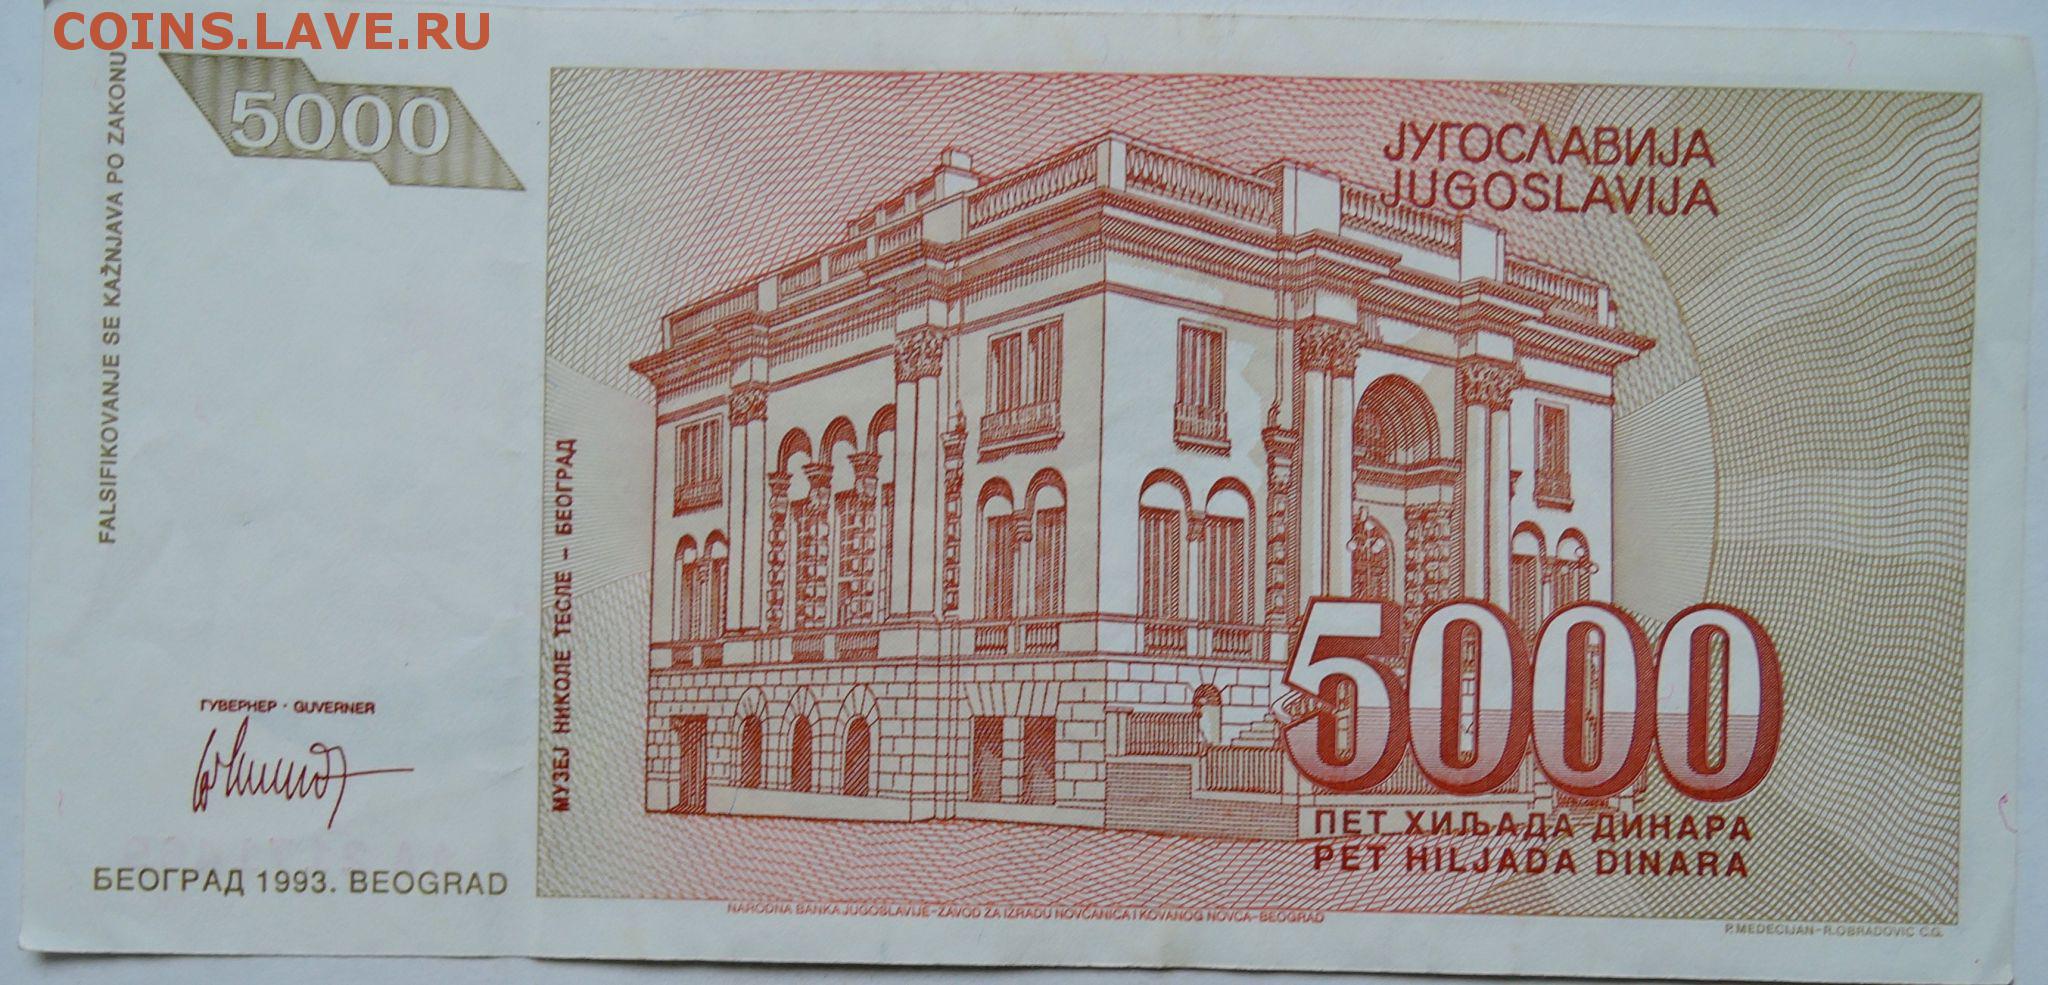 COINS.LAVE.RU
FALSIFIKOVANJE SE KAŽNJAVA PO ZAKONU
5000
ЈУГОСЛАВИЈА
JUGOSLAVIJA
МУЗЕЈ НИКОЛЕ ТЕСЛЕ – БЕОГРАД
ГУВЕРНЕР · GUVERNER
БЕОГРАД 1993. BEOGRAD
5000
ПЕТ ХИЉАДА ДИНАРА
PET HILJADA DINARA
NARODNA BANKA JUGOSLAVIJE–ZAVOD ZA IZRADU NOVČANICA I KOVANOG NOVCA–BEOGRAD
R.MEDECIJAN–R.OBRADOVIC C.G.